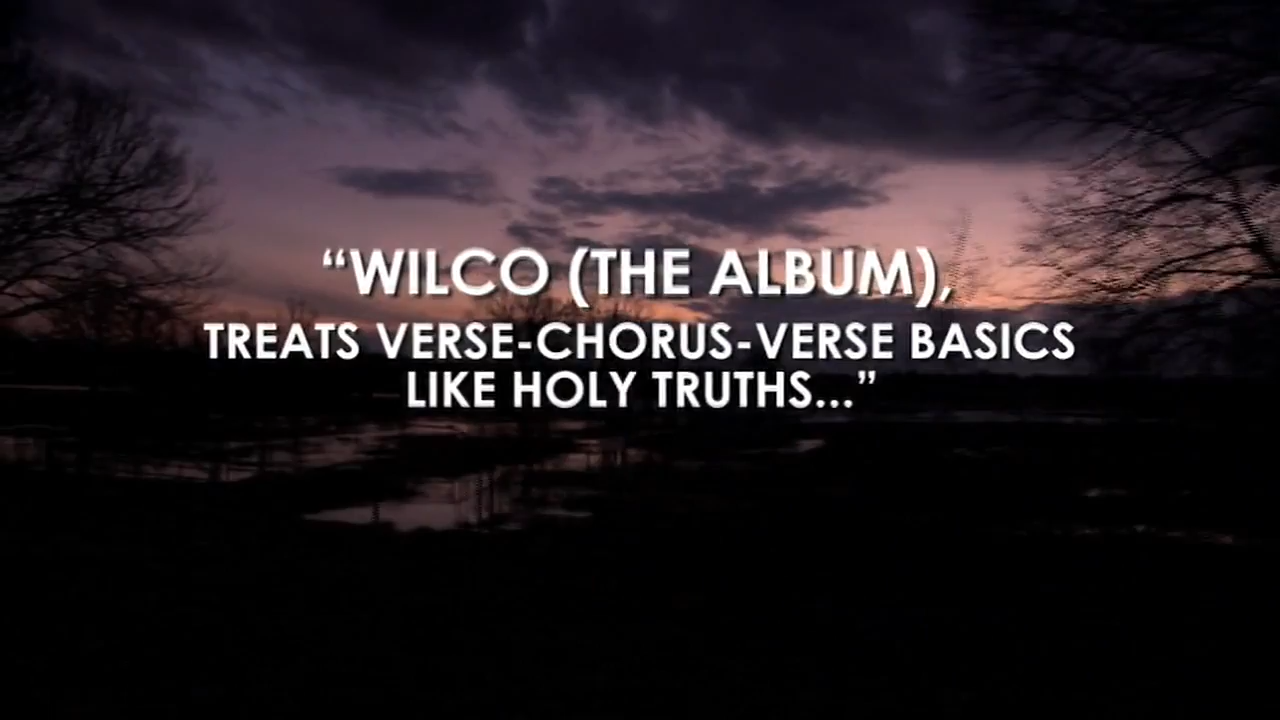 “WILCO (THE ALBUM),
TREATS VERSE-CHORUS-VERSE BASICS
LIKE HOLY TRUTHS...”